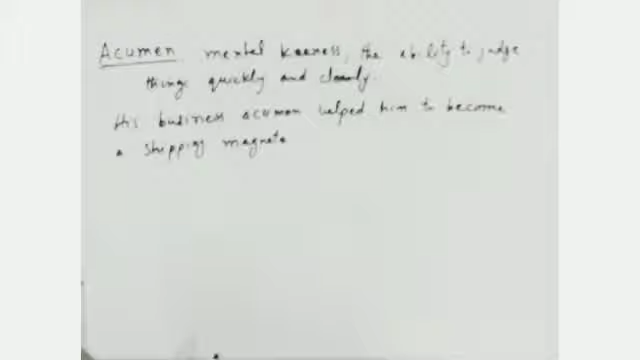 Acumen mental keeness, the ability to judge
things quickly and clearly.
His business acumen helped him to become
a shipping magnate